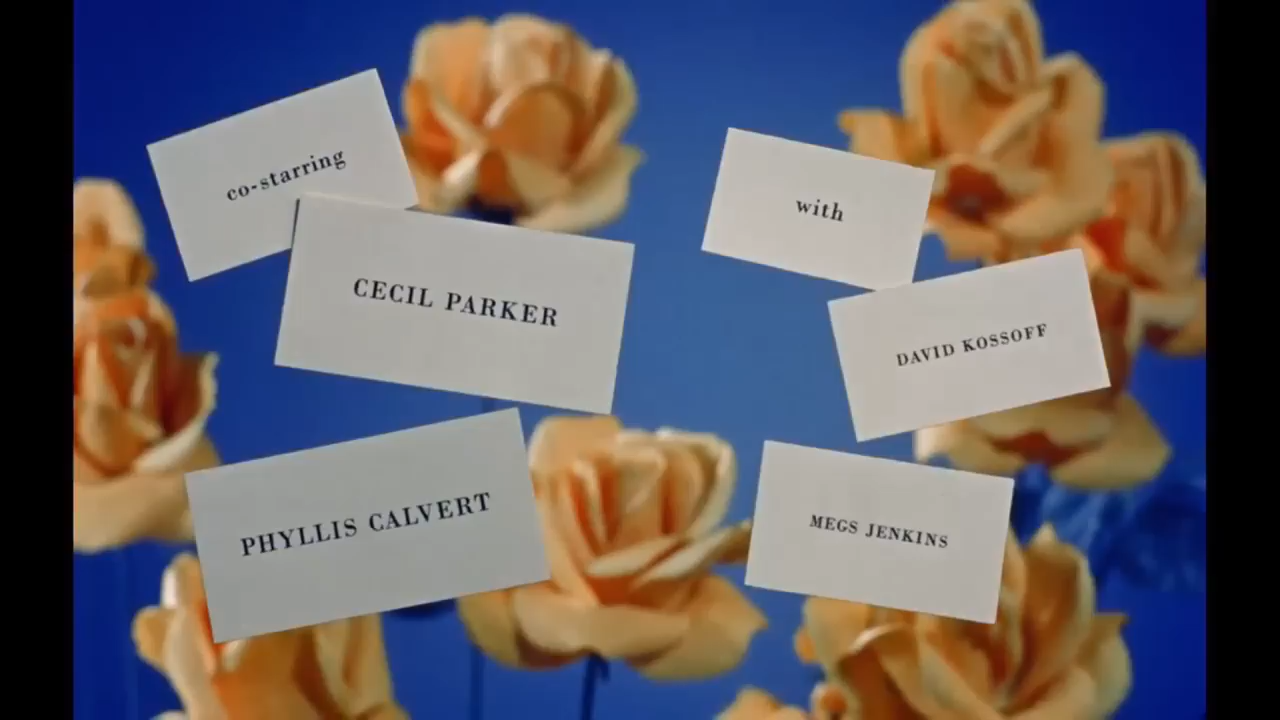 co-starring
CECIL PARKER
PHYLLIS CALVERT
with
DAVID KOSSOFF
MEGS JENKINS